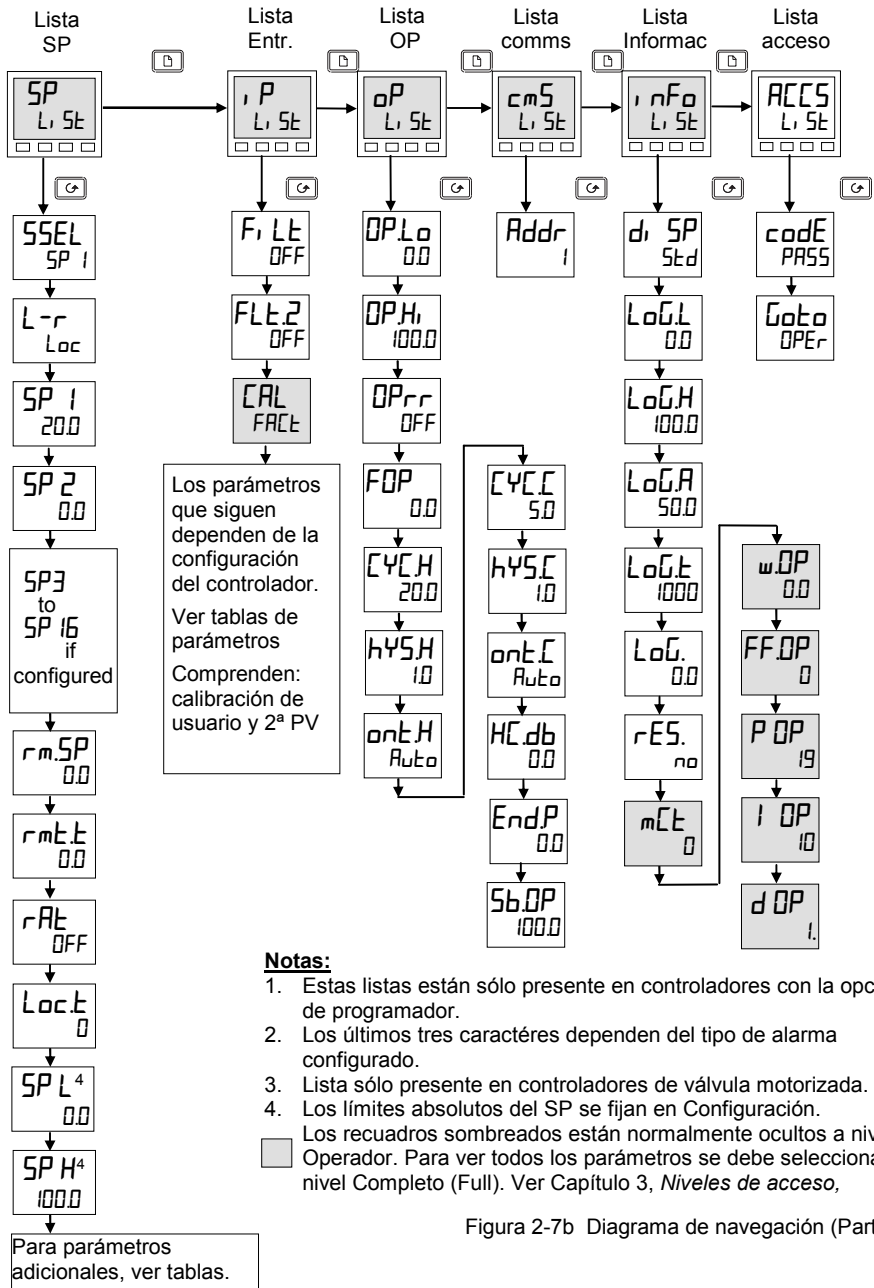 Lista SP
Lista Entr.
Lista OP
Lista comms
Lista Informac
Lista acceso
SP
LiSt
iP
LiSt
oP
LiSt
cmS
LiSt
inFo
LiSt
ACCS
LiSt
SSEL
SP 1
L-r
Loc
SP 1
20.0
SP 2
0.0
SP3
to
SP 16
if
configured
rm.SP
0.0
rmt.t
0.0
rAt
OFF
Loc.t
0
SP L4
0.0
SP H4
100.0
Para parámetros
adicionales, ver tablas.
FiLt
OFF
FLt.2
OFF
CAL
FACt
Los parámetros
que siguen
dependen de la
configuración
del controlador.
Ver tablas de
parámetros
Comprenden:
calibración de
usuario y 2ª PV
OP.Lo
0.0
OP.Hi
100.0
OPrr
OFF
FOP
0.0
CYC.H
20.0
hYS.H
1.0
ont.H
Auto
CYC.C
5.0
hYS.C
1.0
ont.C
Auto
HC.db
0.0
End.P
0.0
Sb.OP
100.0
Addr
1
diSP
Std
LoG.L
0.0
LoG.H
100.0
LoG.A
50.0
LoG.t
1000
LoG.
0.0
rES.
no
mCt
0
w.OP
0.0
FF.OP
0
P OP
19
I OP
10
d OP
1.
codE
PASS
Goto
OPEr
Notas:
1. Estas listas están sólo presente en controladores con la opc
de programador.
2. Los últimos tres caractéres dependen del tipo de alarma
configurado.
3. Lista sólo presente en controladores de válvula motorizada.
4. Los límites absolutos del SP se fijan en Configuración.
Los recuadros sombreados están normalmente ocultos a niv
Operador. Para ver todos los parámetros se debe selecciona
nivel Completo (Full). Ver Capítulo 3, Niveles de acceso,
Figura 2-7b Diagrama de navegación (Part